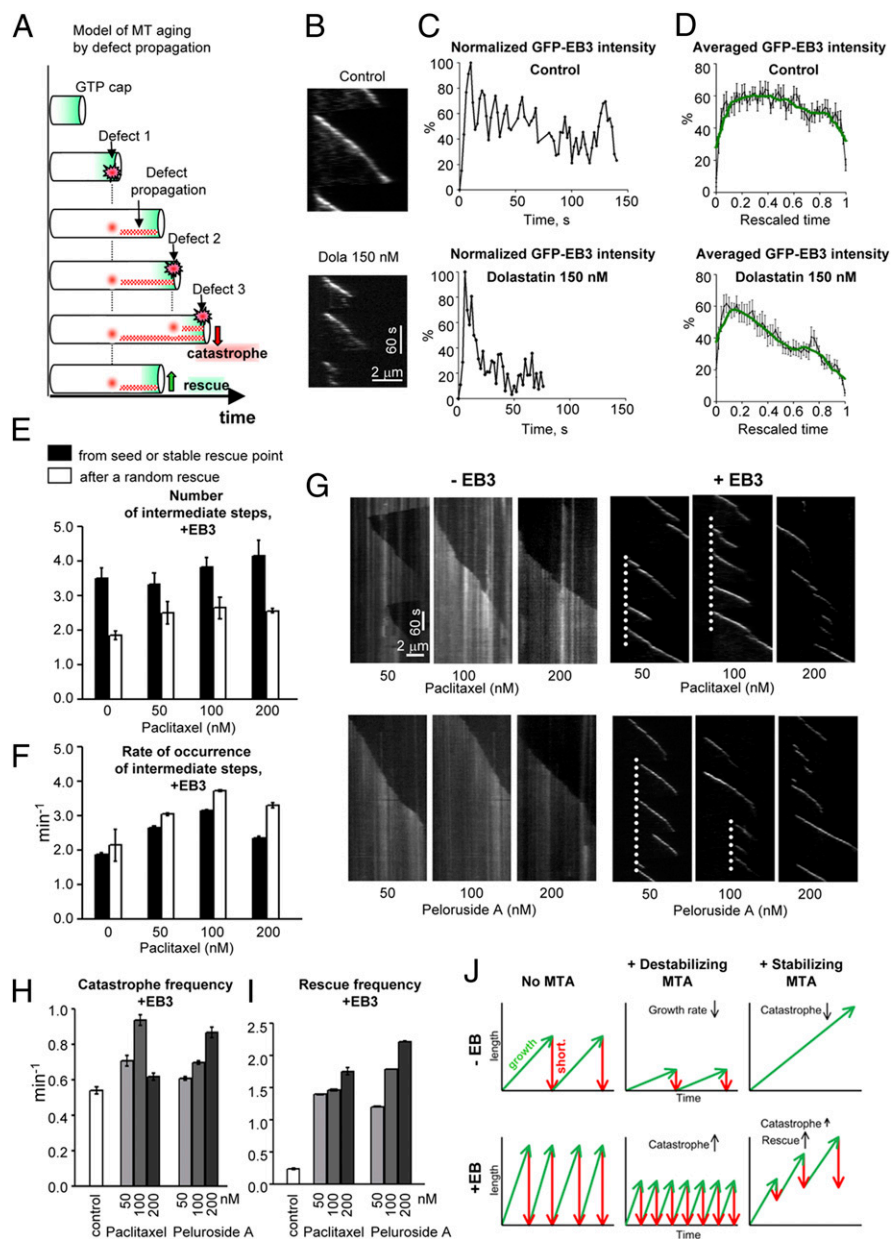 A
Model of MT aging
by defect propagation
GTP cap
Defect 1
Defect
propagation
Defect 2
Defect 3
catastrophe
rescue
time
B
Control
Dola 150 nM
60 s
2 μm
C
Normalized GFP-EB3 intensity
Control
%
100
80
60
40
20
0
0 50 100 150
Time, s
Normalized GFP-EB3 intensity
Dolastatin 150 nM
%
100
80
60
40
20
0
0 50 100 150
Time, s
D
Averaged GFP-EB3 intensity
Control
%
80
60
40
20
0
0 0.2 0.4 0.6 0.8 1
Rescaled time
Averaged GFP-EB3 intensity
Dolastatin 150 nM
%
80
60
40
20
0
0 0.2 0.4 0.6 0.8 1
Rescaled time
E
from seed or stable rescue point
after a random rescue
Number
of intermediate steps,
+EB3
5.0
4.0
3.0
2.0
1.0
0.0
0 50 100 200
Paclitaxel (nM)
F
Rate of occurrence
of intermediate steps,
+EB3
min-1
5.0
4.0
3.0
2.0
1.0
0.0
0 50 100 200
Paclitaxel (nM)
G
- EB3
+ EB3
60 s
2 μm
50 100 200
Paclitaxel (nM)
50 100 200
Paclitaxel (nM)
50 100 200
Peloruside A (nM)
50 100 200
Peloruside A (nM)
H
Catastrophe frequency
+EB3
min-1
1.0
0.8
0.6
0.4
0.2
0.0
control
50
100
200
Paclitaxel
50
100
200
Peluroside A
nM
I
Rescue frequency
+EB3
2.5
2.0
1.5
1.0
0.5
0.0
control
50
100
200
Paclitaxel
50
100
200
Peluroside A
nM
J
No MTA
+ Destabilizing
MTA
+ Stabilizing
MTA
- EB
length
growth
short.
Growth rate ↓
Time
Catastrophe ↓
+EB
length
Catastrophe ↑
Time
Catastrophe ↑
Rescue ↑